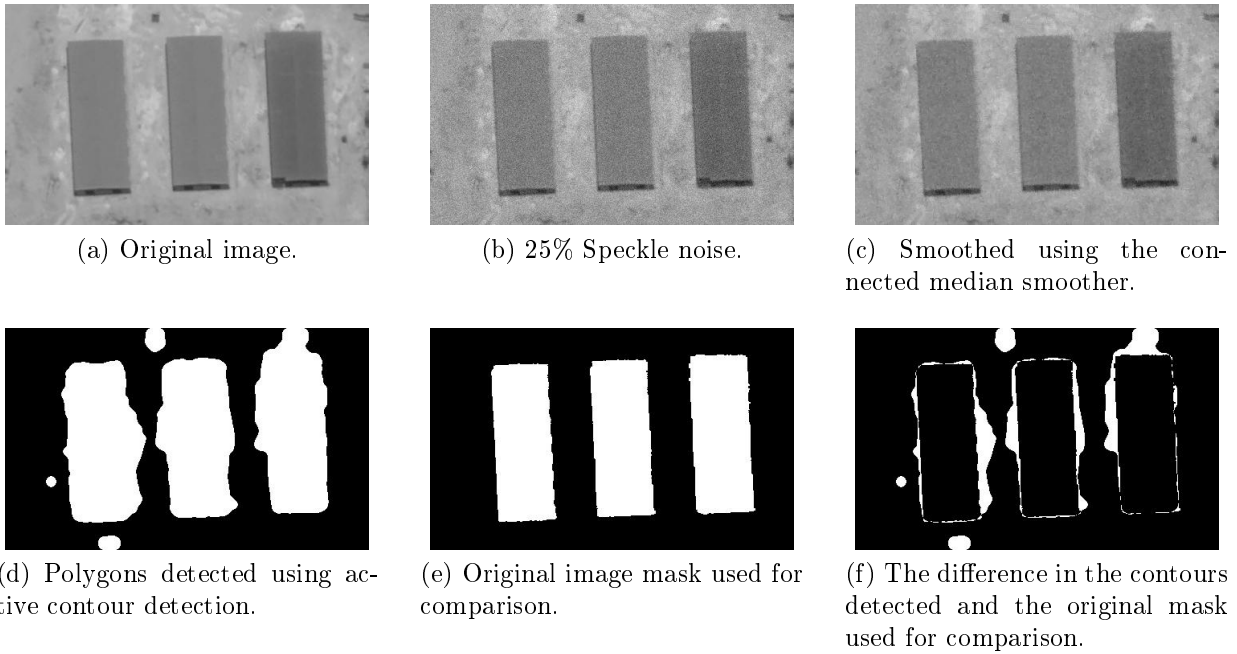 (a) Original image.
(b) 25% Speckle noise.
(c) Smoothed using the con-
nected median smoother.
(d) Polygons detected using ac-
tive contour detection.
(e) Original image mask used for
comparison.
(f) The difference in the contours
detected and the original mask
used for comparison.